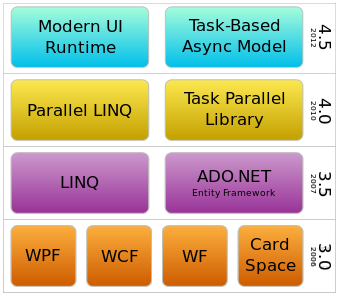 Modern UI
Runtime
Task-Based
Async Model
4.5
2012
Parallel LINQ
Task Parallel
Library
4.0
2010
LINQ
ADO.NET
Entity Framework
3.5
2007
WPF
WCF
WF
Card
Space
3.0
2006